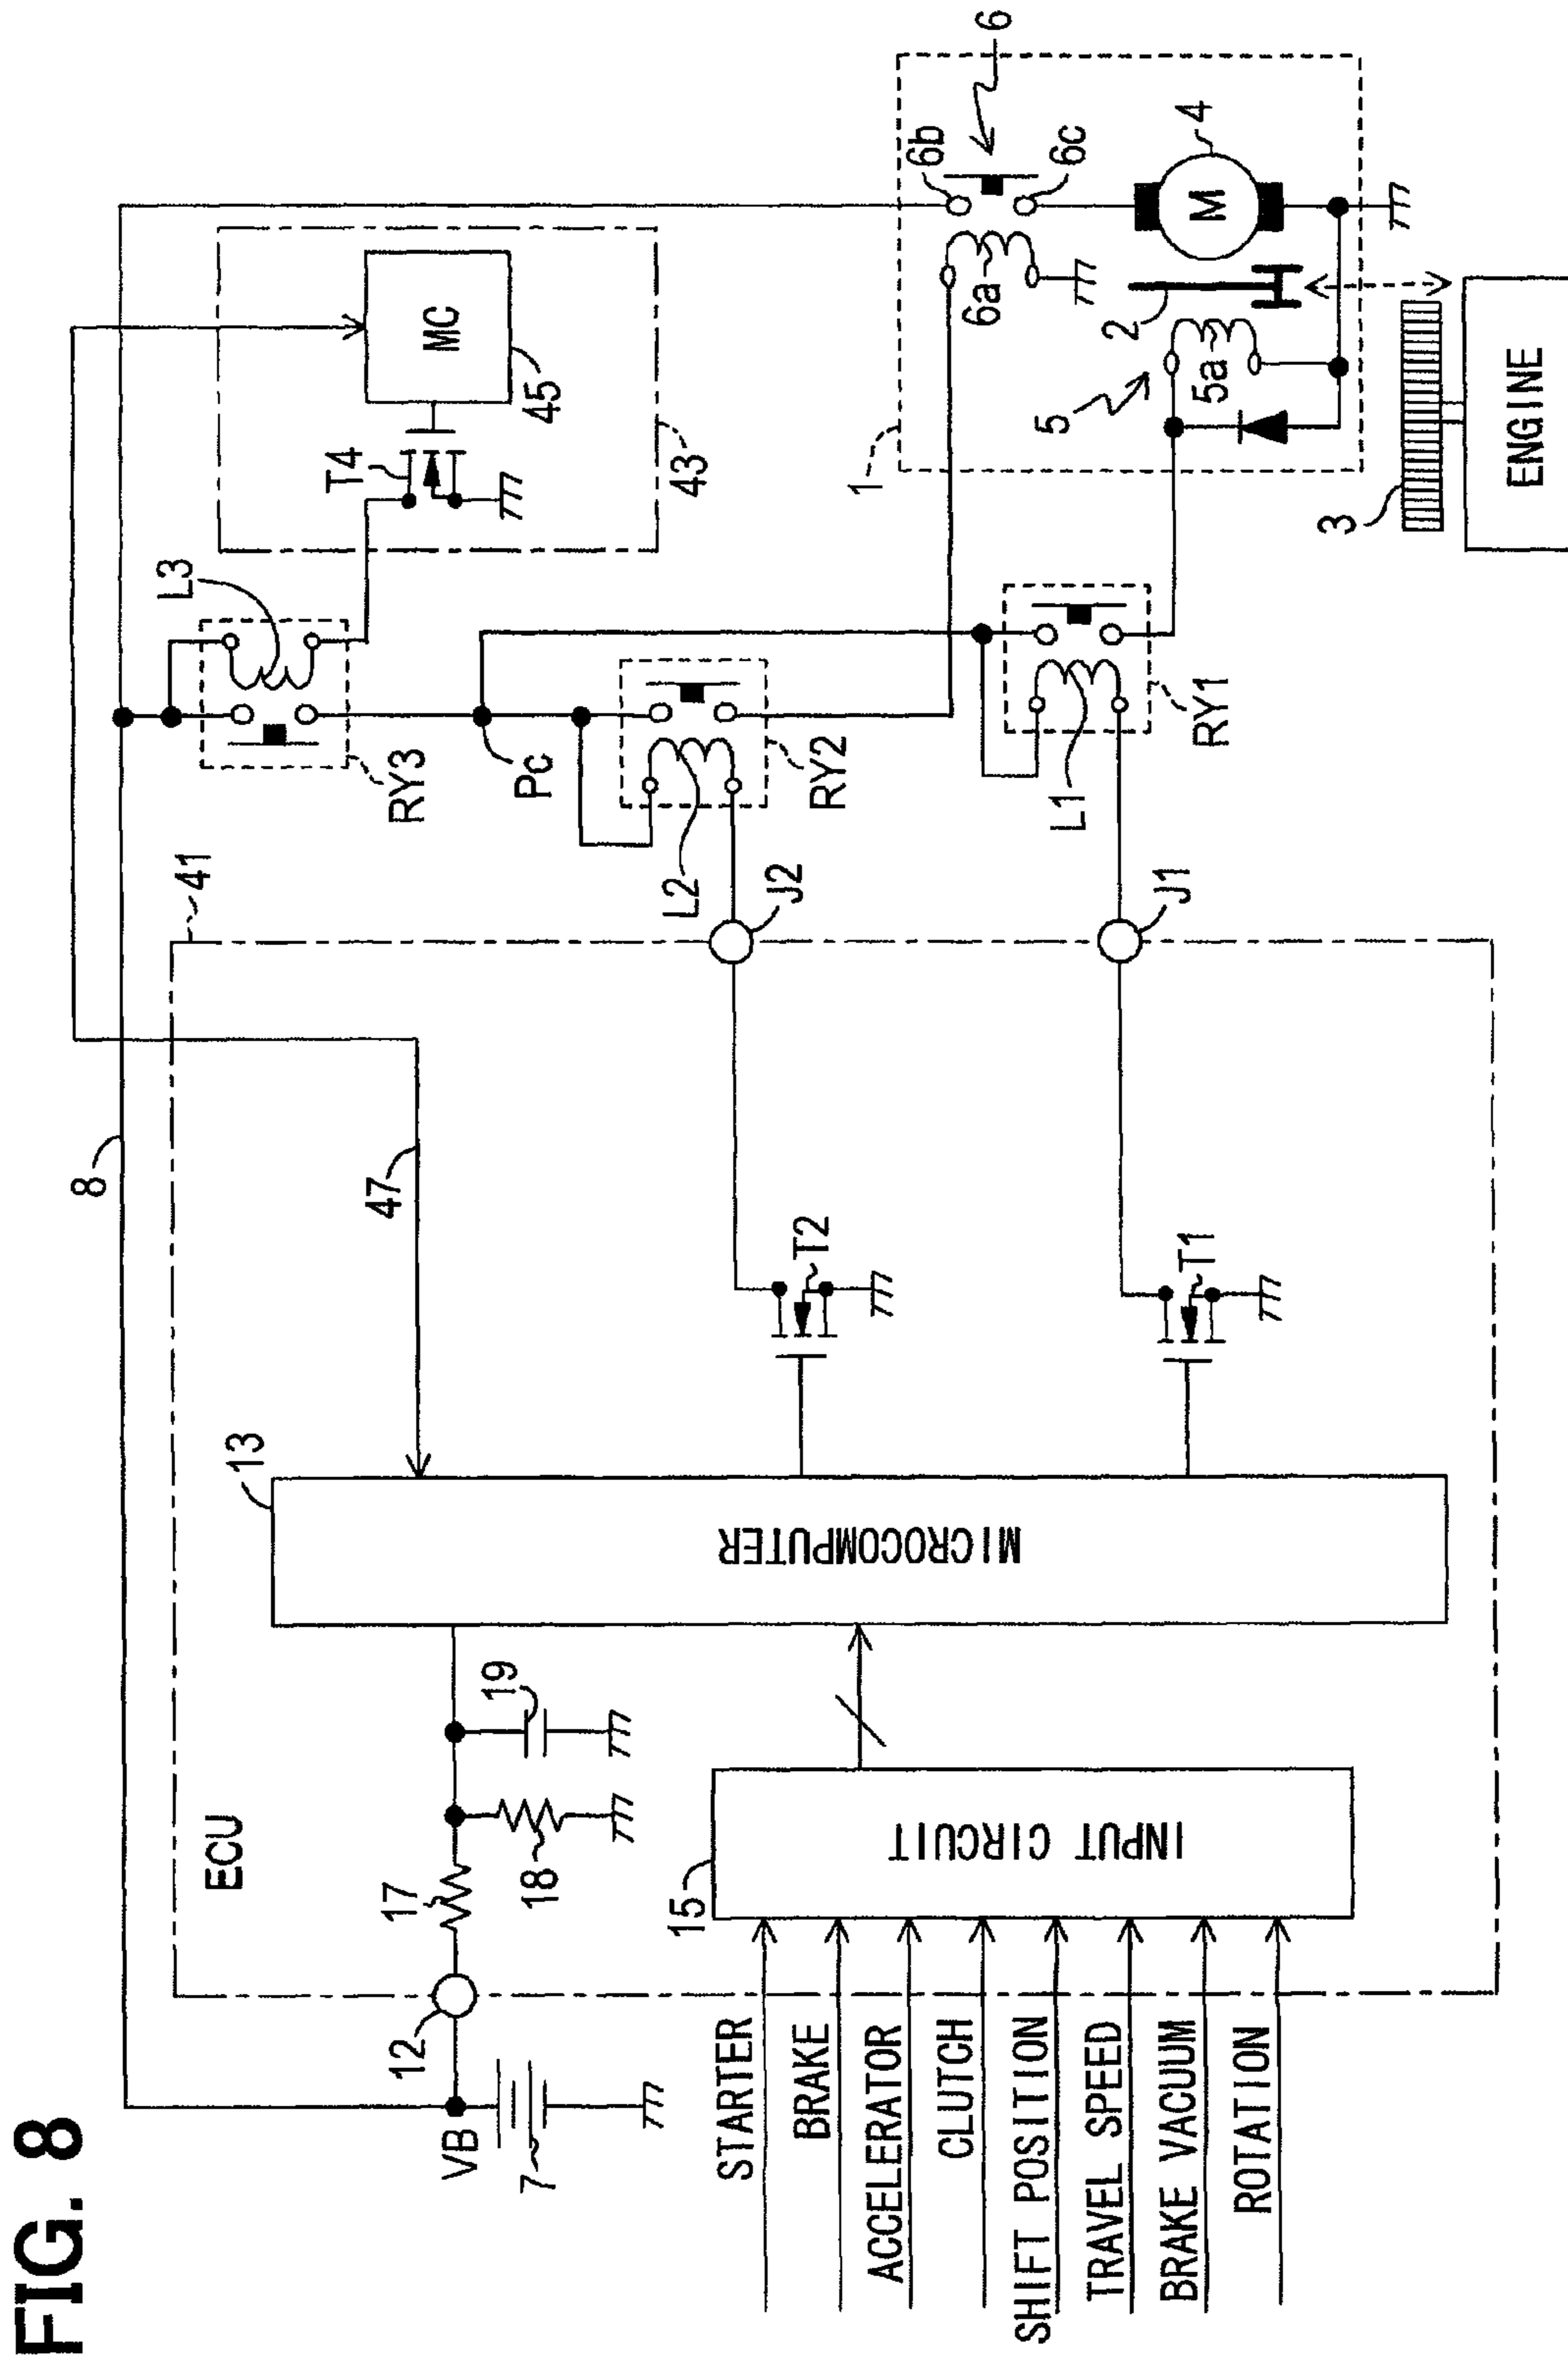 FIG. 8
8
VB
7
12
ECU
41
17
18
19
13
MICROCOMPUTER
47
15
INPUT CIRCUIT
STARTER
BRAKE
ACCELERATOR
CLUTCH
SHIFT POSITION
TRAVEL SPEED
BRAKE VACUUM
ROTATION
T2
T1
J2
J1
L3
RY3
Pc
L2
RY2
L1
RY1
T4
MC
45
43
1
6
6b
6c
6a
4
M
2
5
5a
3
ENGINE